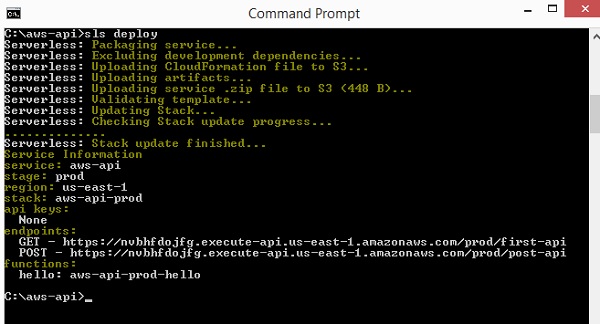 Command Prompt
C:\aws-api>sls deploy
Serverless: Packaging service...
Serverless: Excluding development dependencies...
Serverless: Uploading CloudFormation file to S3...
Serverless: Uploading artifacts...
Serverless: Uploading service .zip file to S3 (448 B)...
Serverless: Validating template...
Serverless: Updating Stack...
Serverless: Checking Stack update progress...
..............
Serverless: Stack update finished...
Service Information
service: aws-api
stage: prod
region: us-east-1
stack: aws-api-prod
api keys:
  None
endpoints:
  GET - https://nvbhfdojfg.execute-api.us-east-1.amazonaws.com/prod/first-api
  POST - https://nvbhfdojfg.execute-api.us-east-1.amazonaws.com/prod/post-api
functions:
  hello: aws-api-prod-hello
C:\aws-api>_